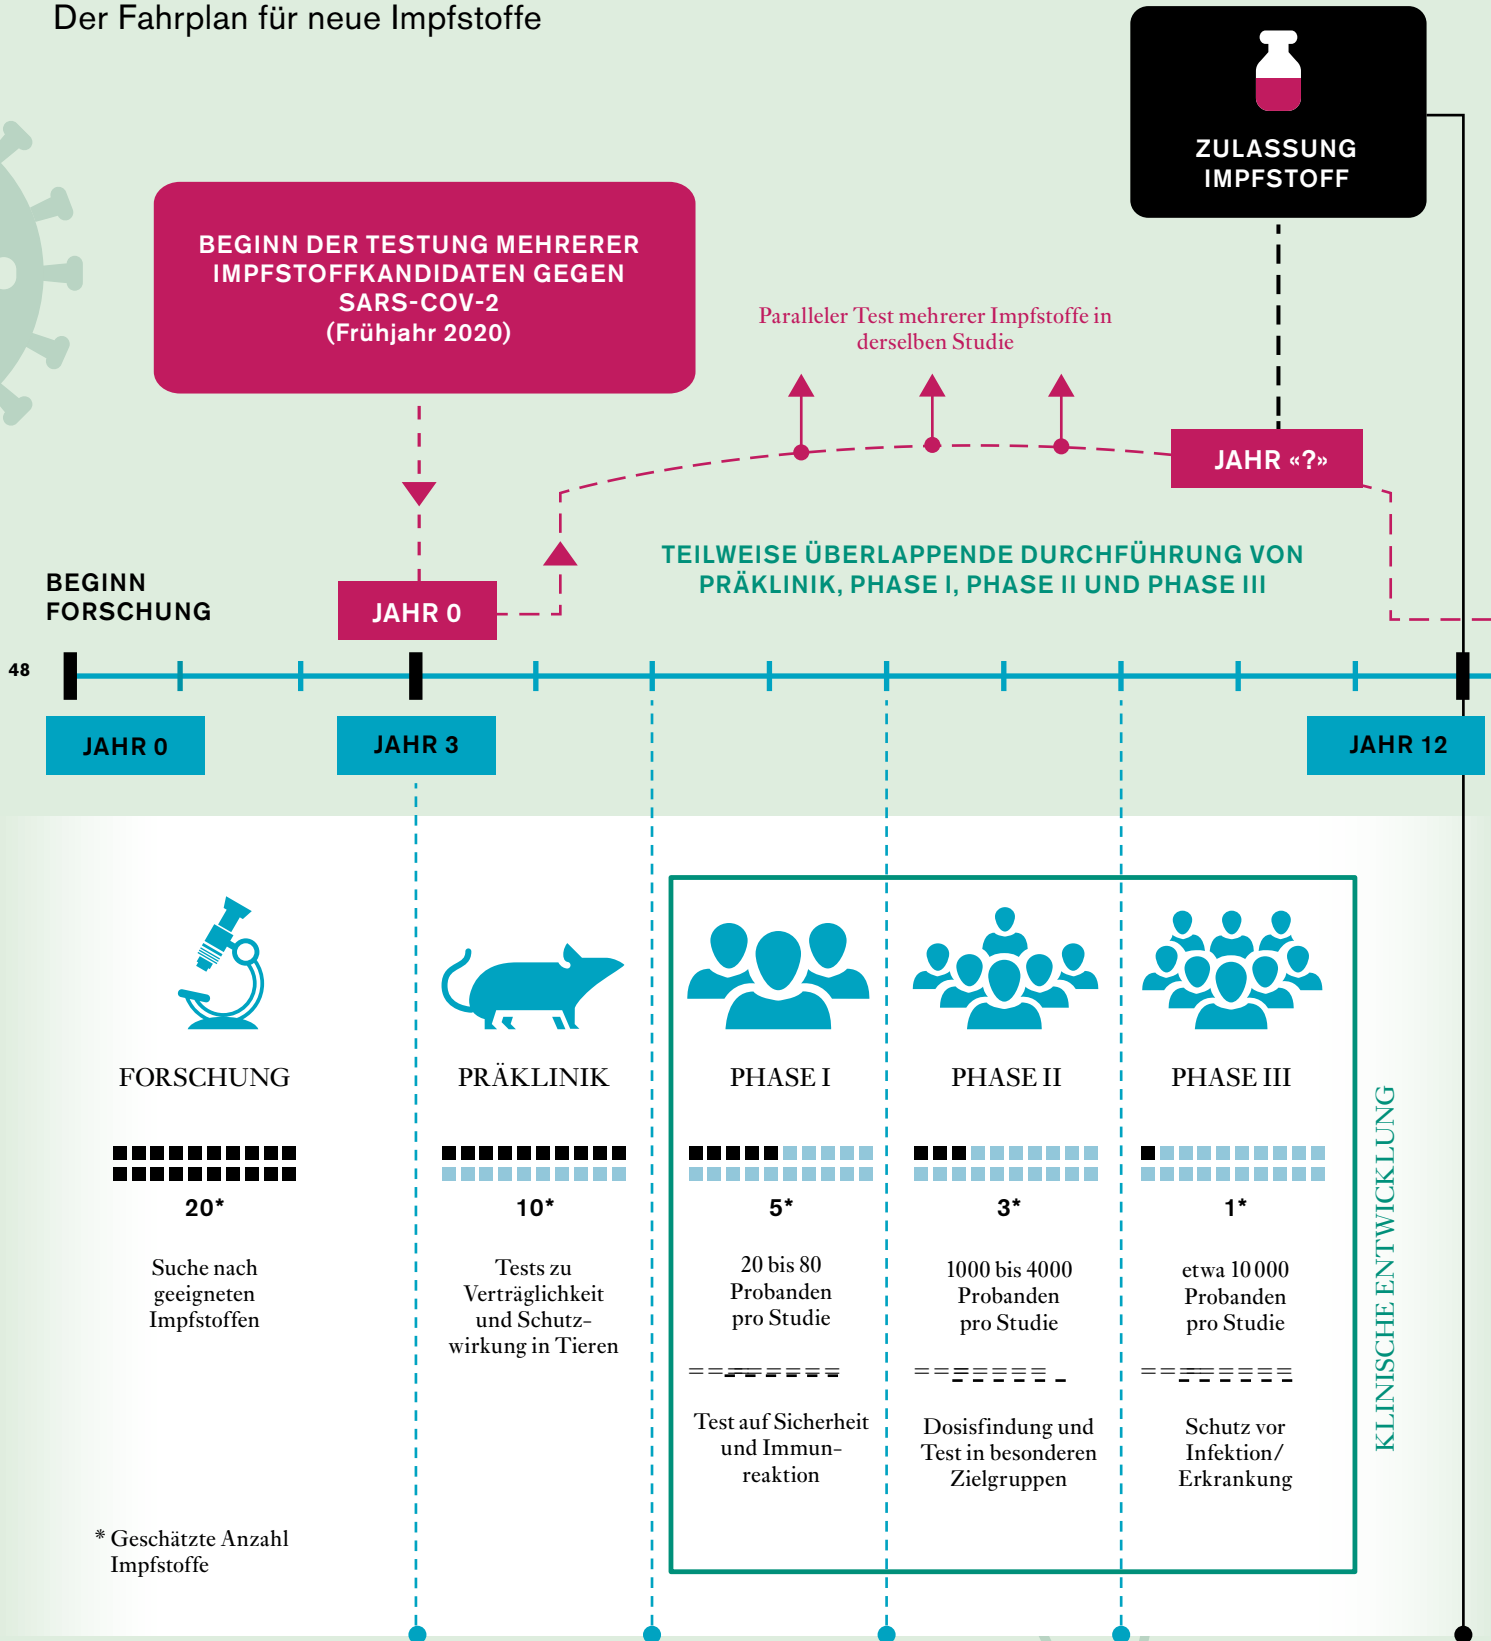 Der Fahrplan für neue Impfstoffe
ZULASSUNG
IMPFSTOFF
BEGINN DER TESTUNG MEHRERER
IMPFSTOFFKANDIDATEN GEGEN
SARS-COV-2
(Frühjahr 2020)
Paralleler Test mehrerer Impfstoffe in
derselben Studie
JAHR «?»
TEILWEISE ÜBERLAPPENDE DURCHFÜHRUNG VON
PRÄKLINIK, PHASE I, PHASE II UND PHASE III
BEGINN
FORSCHUNG
JAHR 0
48
JAHR 0
JAHR 3
JAHR 12
FORSCHUNG
20*
Suche nach
geeigneten
Impfstoffen
PRÄKLINIK
10*
Tests zu
Verträglichkeit
und Schutz-
wirkung in Tieren
PHASE I
5*
20 bis 80
Probanden
pro Studie
Test auf Sicherheit
und Immun-
reaktion
PHASE II
3*
1000 bis 4000
Probanden
pro Studie
Dosisfindung und
Test in besonderen
Zielgruppen
PHASE III
1*
etwa 10 000
Probanden
pro Studie
Schutz vor
Infektion/
Erkrankung
KLINISCHE ENTWICKLUNG
* Geschätzte Anzahl
Impfstoffe